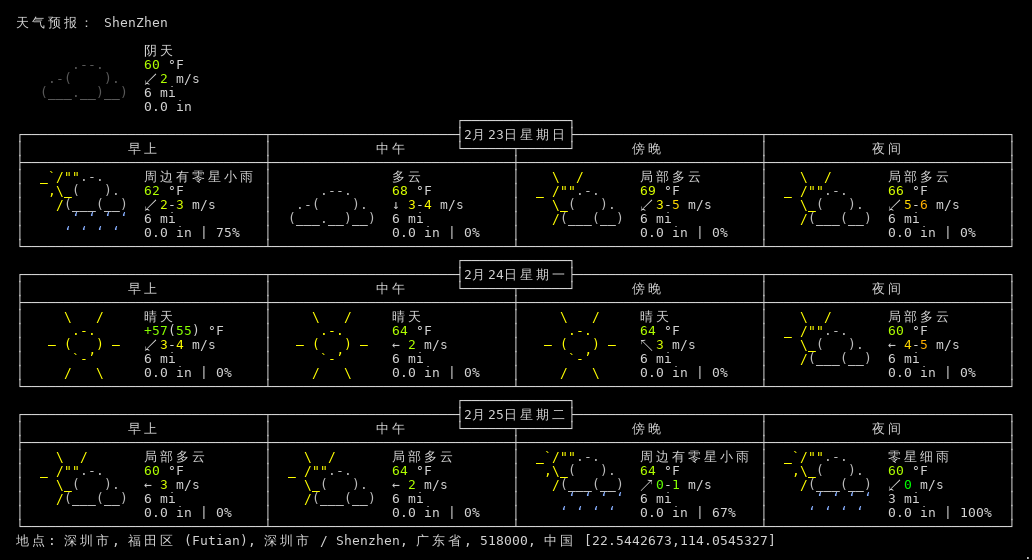 天气预报： ShenZhen
阴天
60 °F
↙2 m/s
6 mi
0.0 in
2月23日星期日
早上 中午 傍晚 夜间
周边有零星小雨 多云 局部多云 局部多云
62 °F 68 °F 69 °F 66 °F
↙2-3 m/s ↓ 3-4 m/s ↙3-5 m/s ↙5-6 m/s
6 mi 6 mi 6 mi 6 mi
0.0 in | 75% 0.0 in | 0% 0.0 in | 0% 0.0 in | 0%
2月24日星期一
早上 中午 傍晚 夜间
晴天 晴天 晴天 局部多云
+57(55) °F 64 °F 64 °F 60 °F
↙3-4 m/s ← 2 m/s ↖3 m/s ← 4-5 m/s
6 mi 6 mi 6 mi 6 mi
0.0 in | 0% 0.0 in | 0% 0.0 in | 0% 0.0 in | 0%
2月25日星期二
早上 中午 傍晚 夜间
局部多云 局部多云 周边有零星小雨 零星细雨
60 °F 64 °F 64 °F 60 °F
← 3 m/s ← 2 m/s ↗0-1 m/s ↙0 m/s
6 mi 6 mi 6 mi 3 mi
0.0 in | 0% 0.0 in | 0% 0.0 in | 67% 0.0 in | 100%
地点: 深圳市, 福田区 (Futian), 深圳市 / Shenzhen, 广东省, 518000, 中国 [22.5442673,114.0545327]